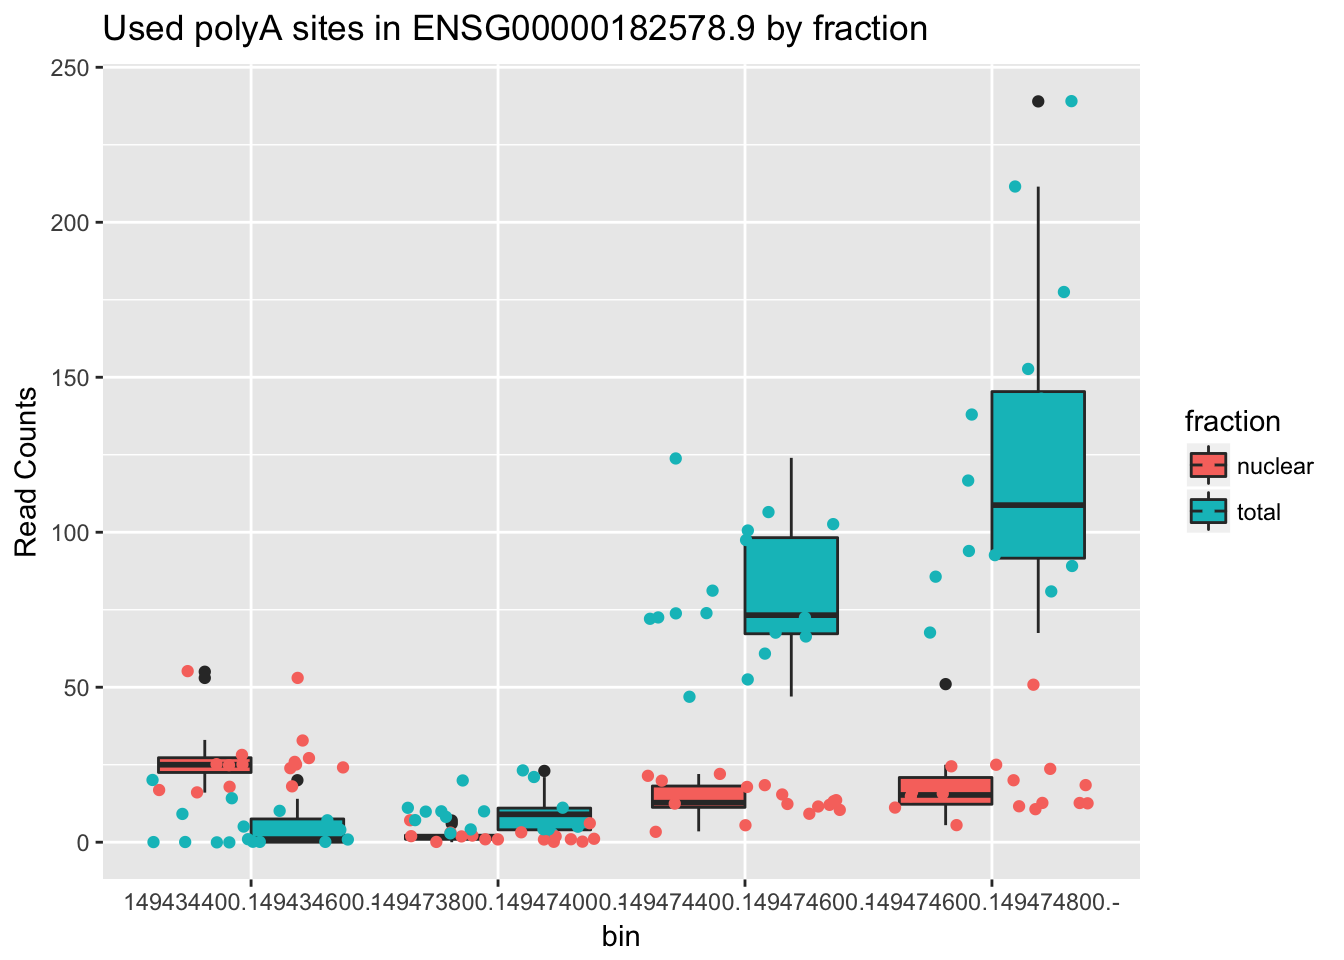 Used polyA sites in ENSG00000182578.9 by fraction
250
200
150
100
50
0
Read Counts
149434400.149434600.149473800.149474000.149474400.149474600.149474600.149474800.-
bin
fraction
nuclear
total